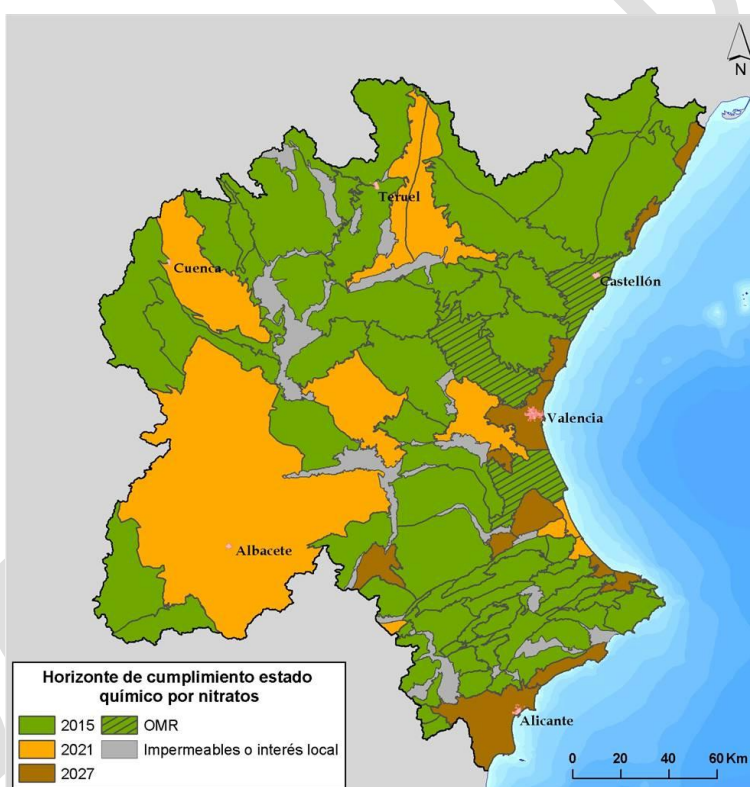 N
Teruel
Cuenca
Castellón
Valencia
Albacete
Alicante
Horizonte de cumplimiento estado
químico por nitratos
2015 OMR
2021 Impermeables o interés local
2027
0 20 40 60 Km